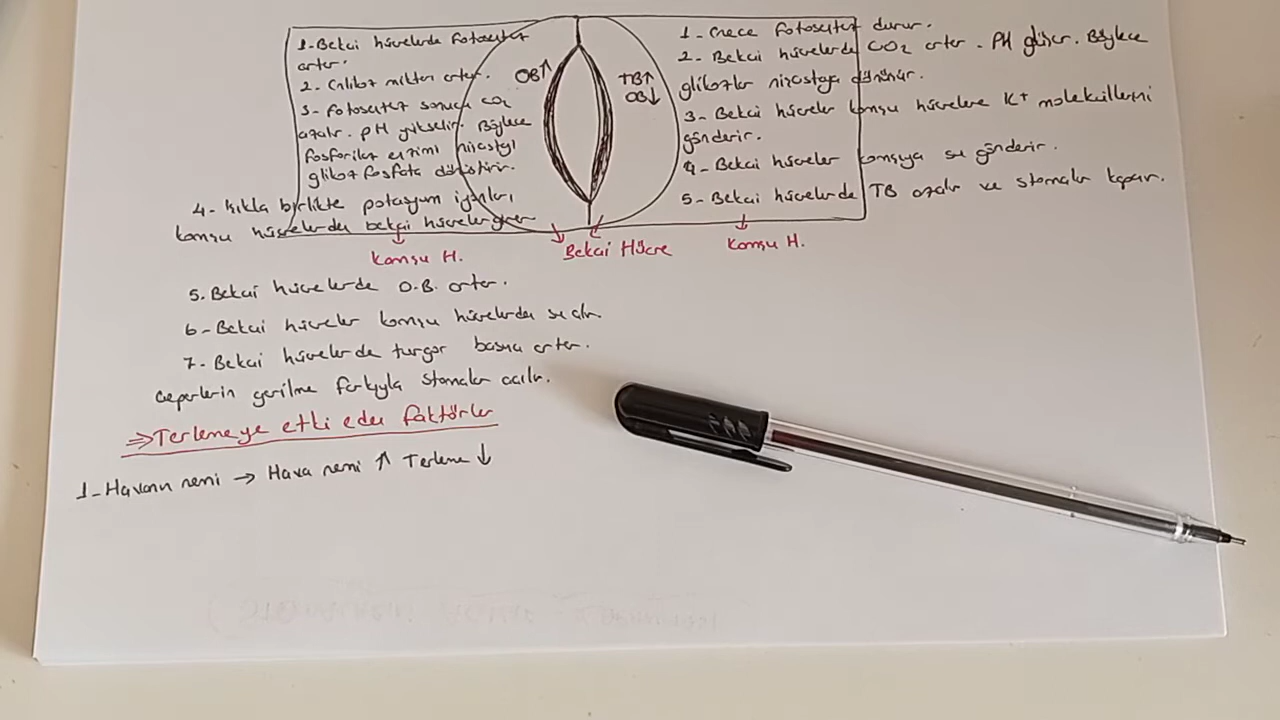 1-Bekçi hücrelerde fotosentez
artar.
2- Glikoz miktarı artar.
3- Fotosentez sonucu CO2
azalır. pH yükselir. Böylece
fosforilaz enzimi nişastayı
glikoz fosfata dönüştürür.
4- Işıkla birlikte potasyum iyonları,
komşu hücrelerden bekçi hücrelere girer
OB↑
TB↑
OB↓
1- Gece fotosentez durur.
2- Bekçi hücrelerde CO2 artar. PH düşer. Böylece
glikozlar nişastaya dönüşür.
3- Bekçi hücreler komşu hücrelere K+ moleküllerini
gönderir.
4- Bekçi hücreler komşuya su gönderir.
5- Bekçi hücrelerde TB azalır ve stomalar kapanır.
Komşu H.
Bekçi Hücre
Komşu H.
5. Bekçi hücrelerde O.B. artar.
6- Bekçi hücreler komşu hücrelerden su alır.
7- Bekçi hücrelerde turgor basıncı artar.
Çeperlerin gerilme farkıyla stomalar açılır.
⇒Terlemeye etki eden faktörler
1-Havanın nemi → Hava nemi ↑ Terleme ↓